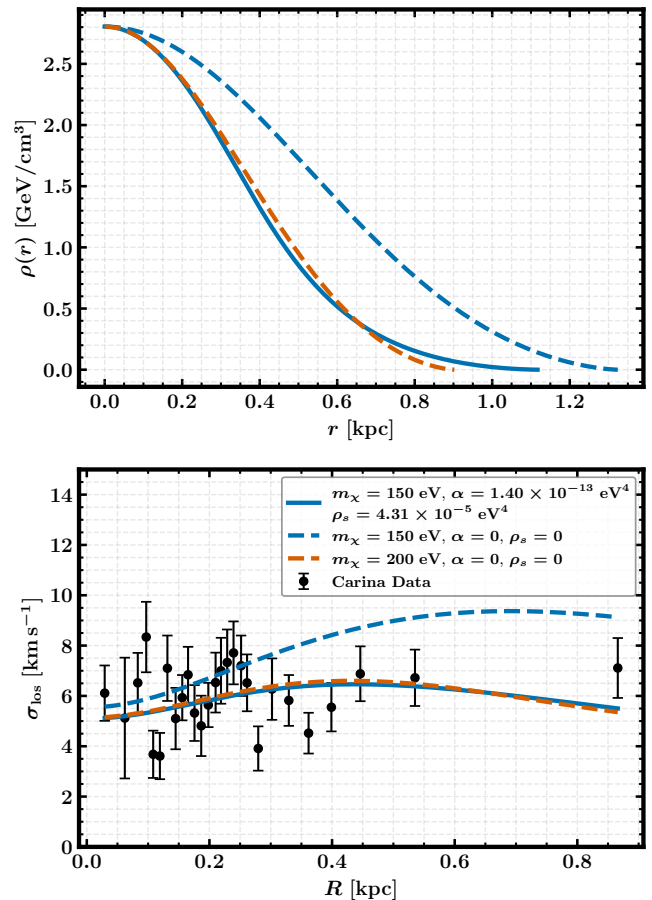 2.5
2.0
1.5
1.0
0.5
0.0
ρ(r) [GeV/cm³]
0.0 0.2 0.4 0.6 0.8 1.0 1.2
r [kpc]
14
12
10
8
6
4
2
0
σ_los [km s⁻¹]
m_χ = 150 eV, α = 1.40 × 10⁻¹³ eV⁴
ρ_s = 4.31 × 10⁻⁵ eV⁴
m_χ = 150 eV, α = 0, ρ_s = 0
m_χ = 200 eV, α = 0, ρ_s = 0
Carina Data
0.0 0.2 0.4 0.6 0.8
R [kpc]